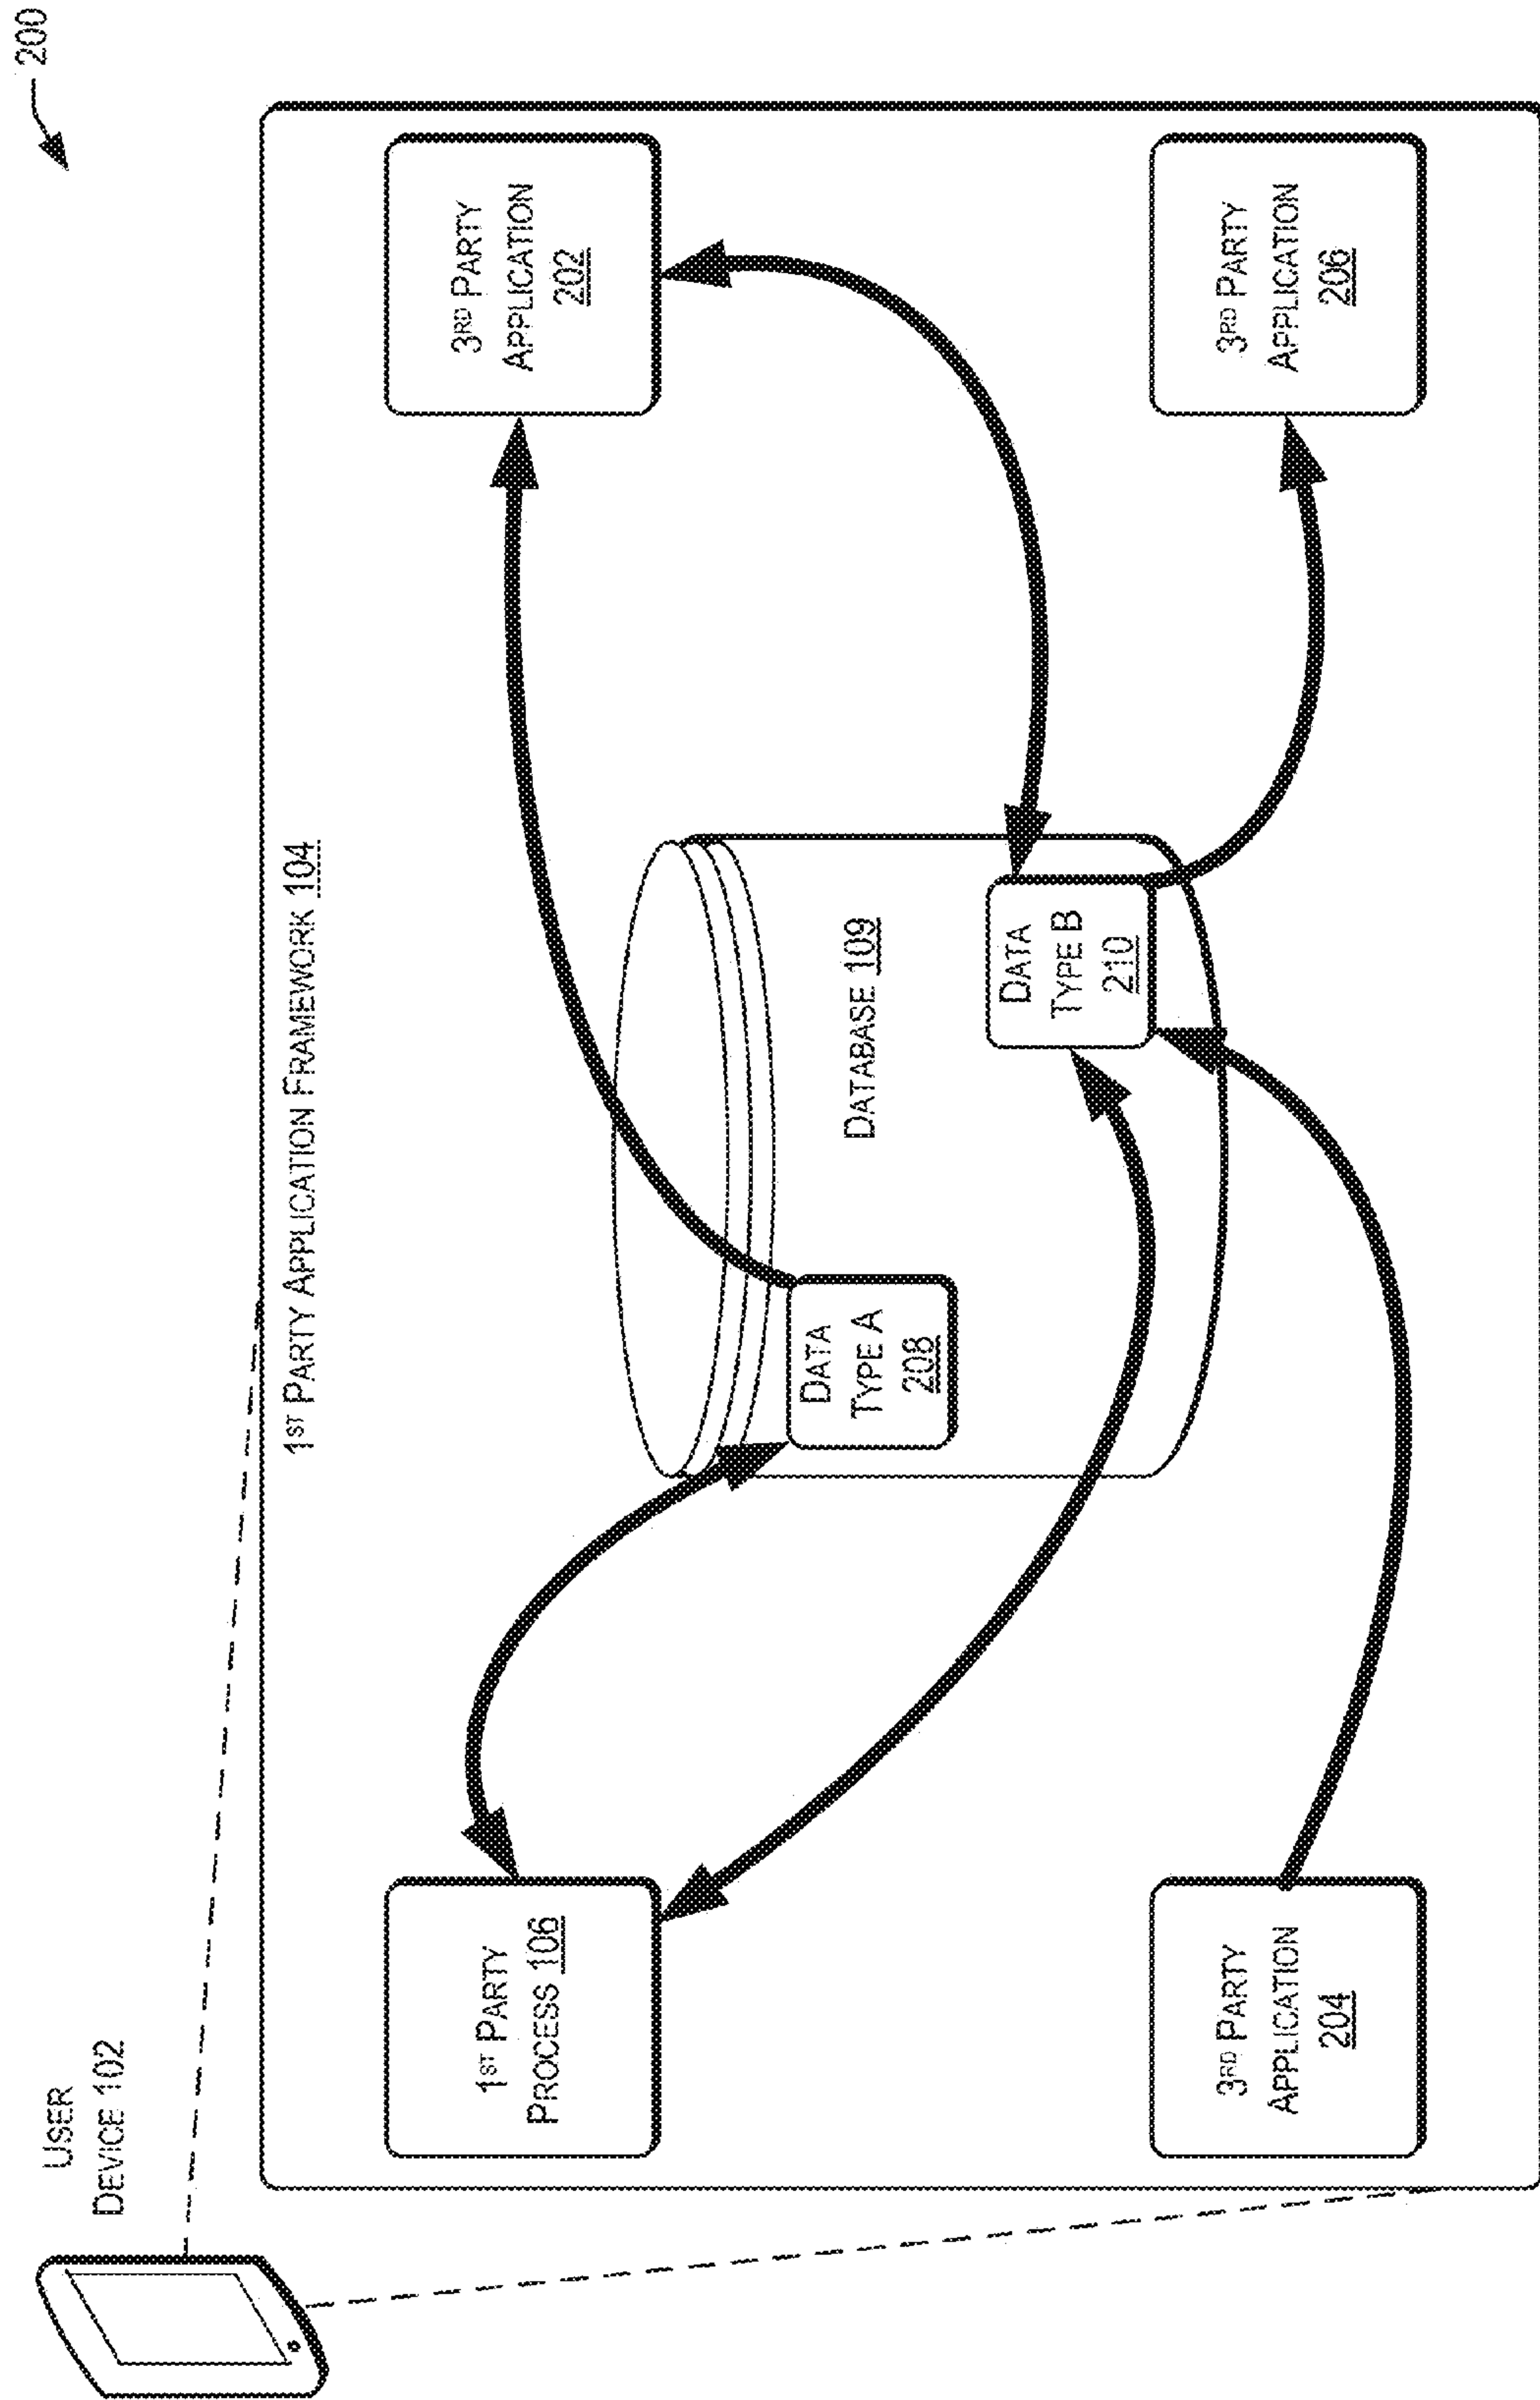 200
USER
DEVICE 102
1ST PARTY APPLICATION FRAMEWORK 104
1ST PARTY
PROCESS 106
3RD PARTY
APPLICATION
202
DATABASE 109
DATA
TYPE A
208
DATA
TYPE B
210
3RD PARTY
APPLICATION
204
3RD PARTY
APPLICATION
206